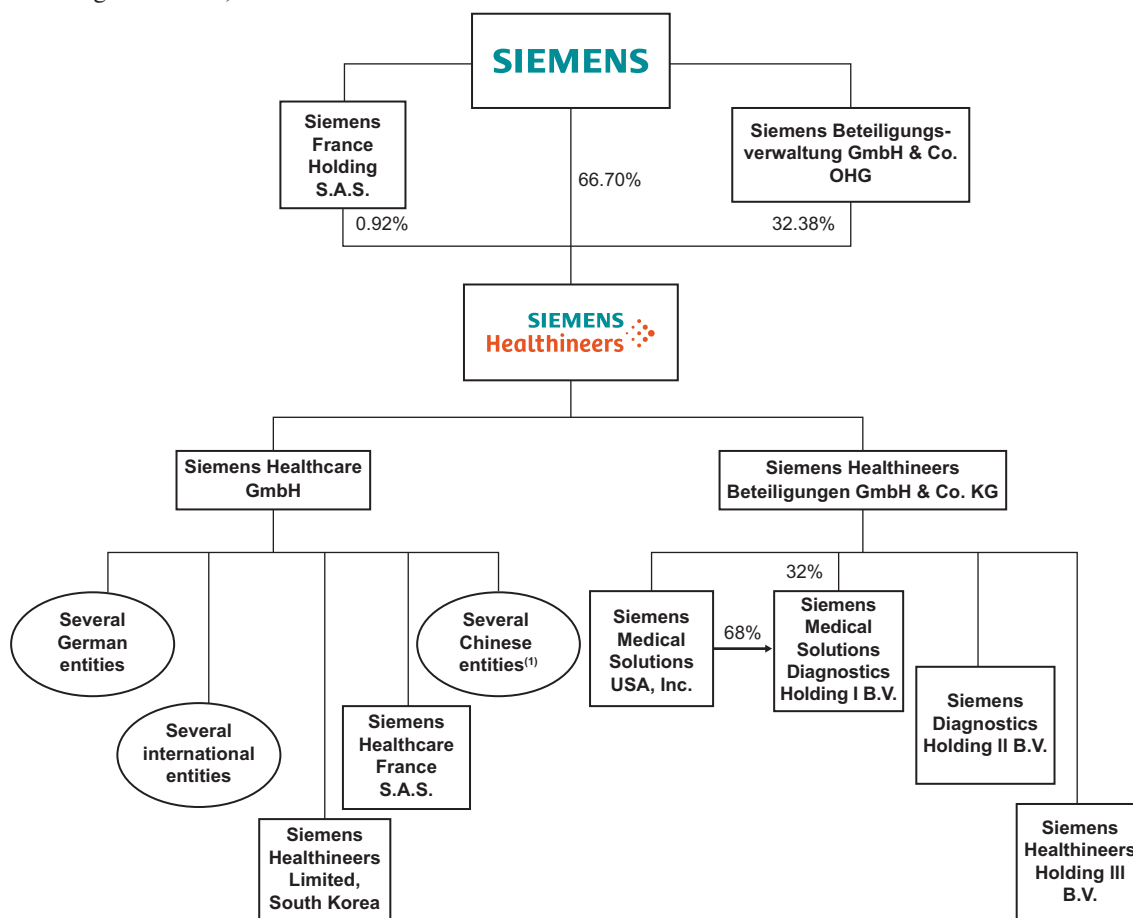 SIEMENS
Siemens
France
Holding
S.A.S.
Siemens Beteiligungs-
verwaltung GmbH & Co.
OHG
66.70%
0.92%
32.38%
SIEMENS
Healthineers
Siemens Healthcare
GmbH
Siemens Healthineers
Beteiligungen GmbH & Co. KG
Several
German
entities
Several
international
entities
Siemens
Healthineers
Limited,
South Korea
Siemens
Healthcare
France
S.A.S.
Several
Chinese
entities(1)
Siemens
Medical
Solutions
USA, Inc.
68%
32%
Siemens
Medical
Solutions
Diagnostics
Holding I B.V.
Siemens
Diagnostics
Holding II B.V.
Siemens
Healthineers
Holding III
B.V.